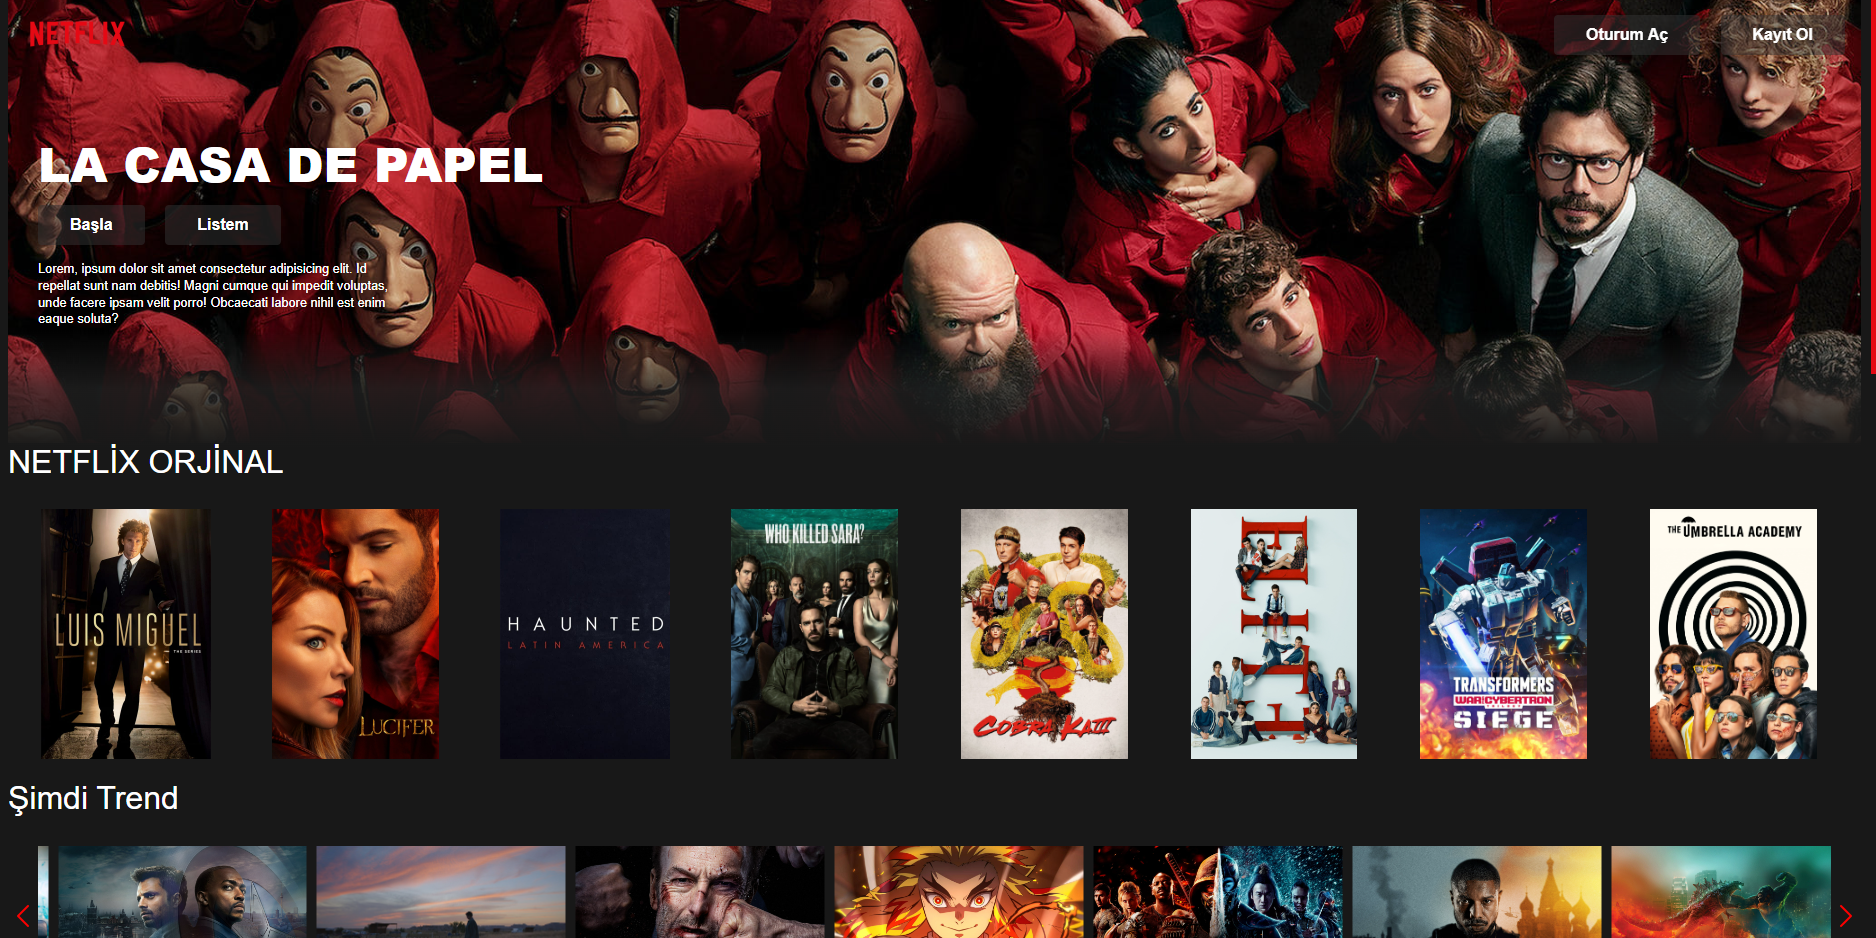 NETFLIX
Oturum Aç
Kayıt Ol
LA CASA DE PAPEL
Başla
Listem
Lorem, ipsum dolor sit amet consectetur adipisicing elit. Id
repellat sunt nam debitis! Magni cumque qui impedit voluptas,
unde facere ipsam velit porro! Obcaecati labore nihil est enim
eaque soluta?
NETFLİX ORJİNAL
LUIS MIGUEL
THE SERIES
LUCIFER
HAUNTED
LATIN AMERICA
WHO KILLED SARA?
COBRA KAI III
ELITE
TRANSFORMERS
WAR FOR CYBERTRON
TRILOGY
SIEGE
THE UMBRELLA ACADEMY
Şimdi Trend